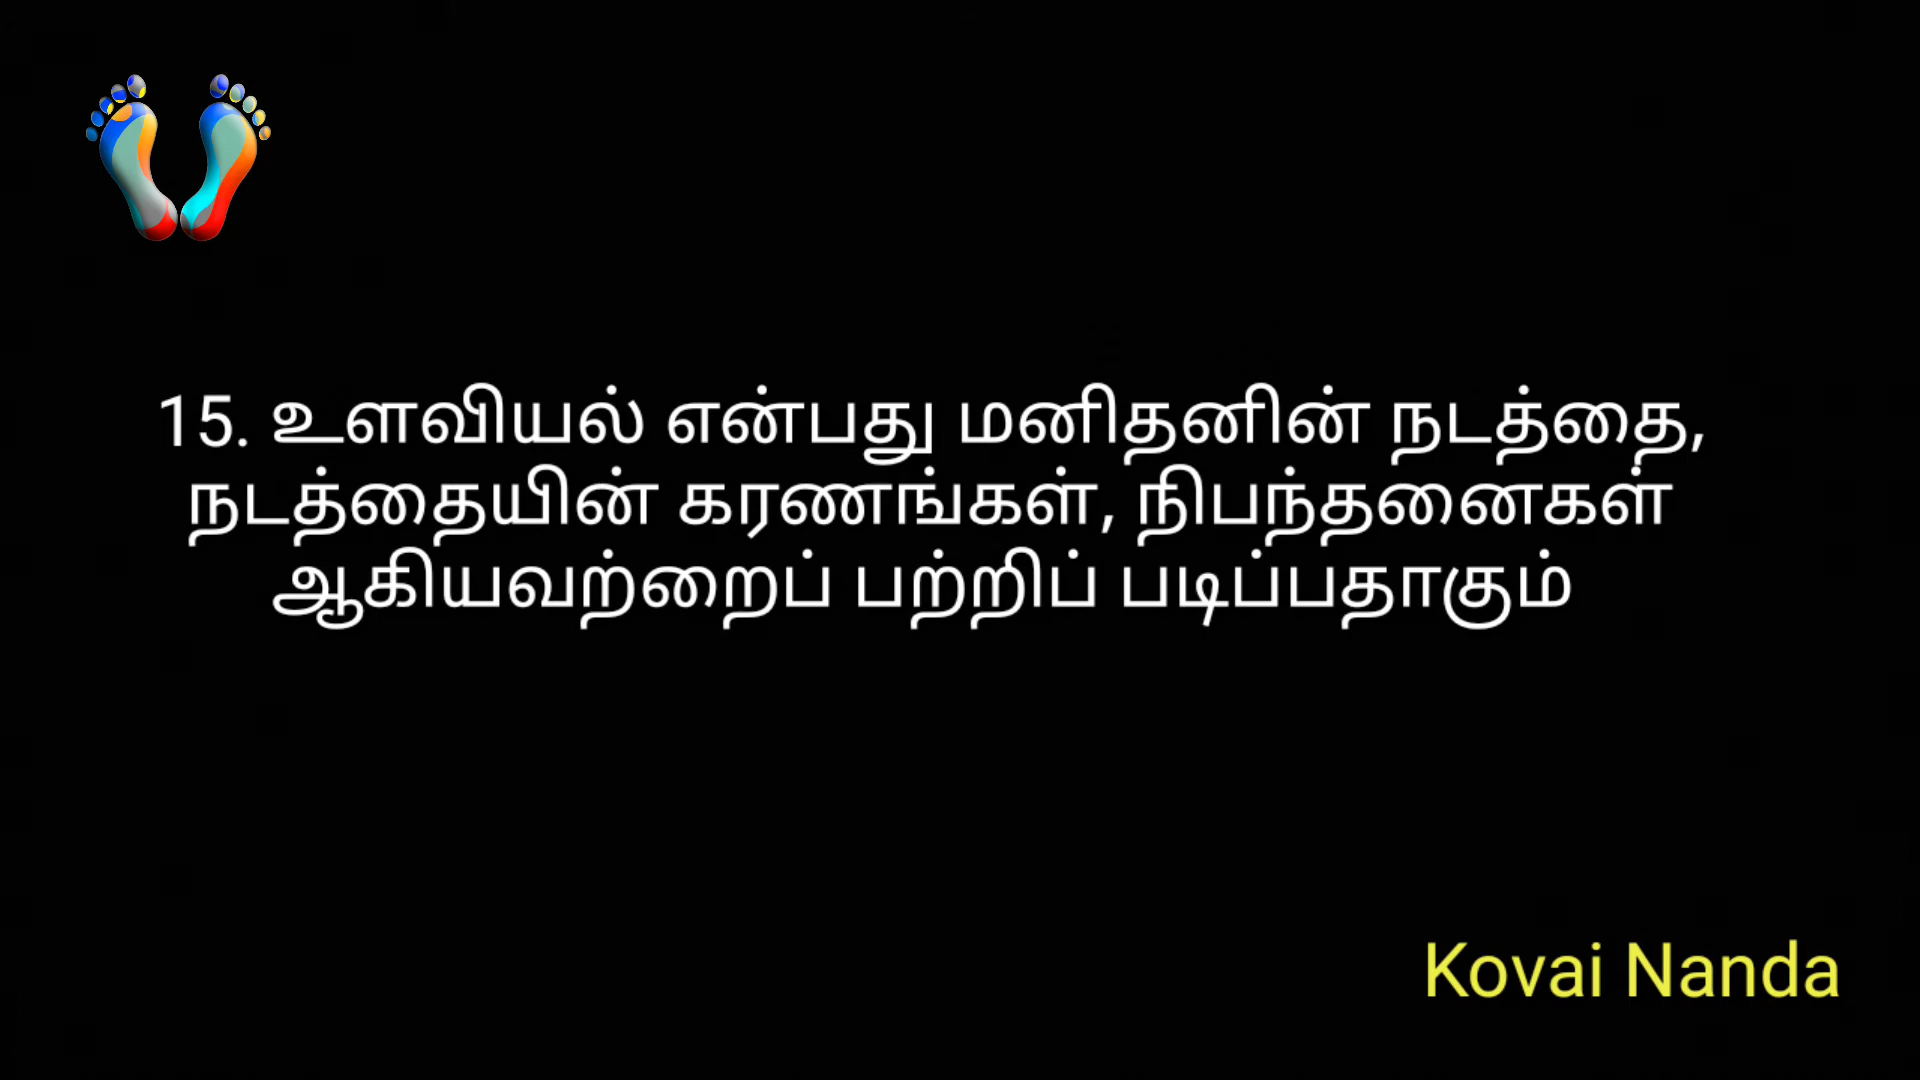 15. உளவியல் என்பது மனிதனின் நடத்தை,
நடத்தையின் கரணங்கள், நிபந்தனைகள்
ஆகியவற்றைப் பற்றிப் படிப்பதாகும்
Kovai Nanda